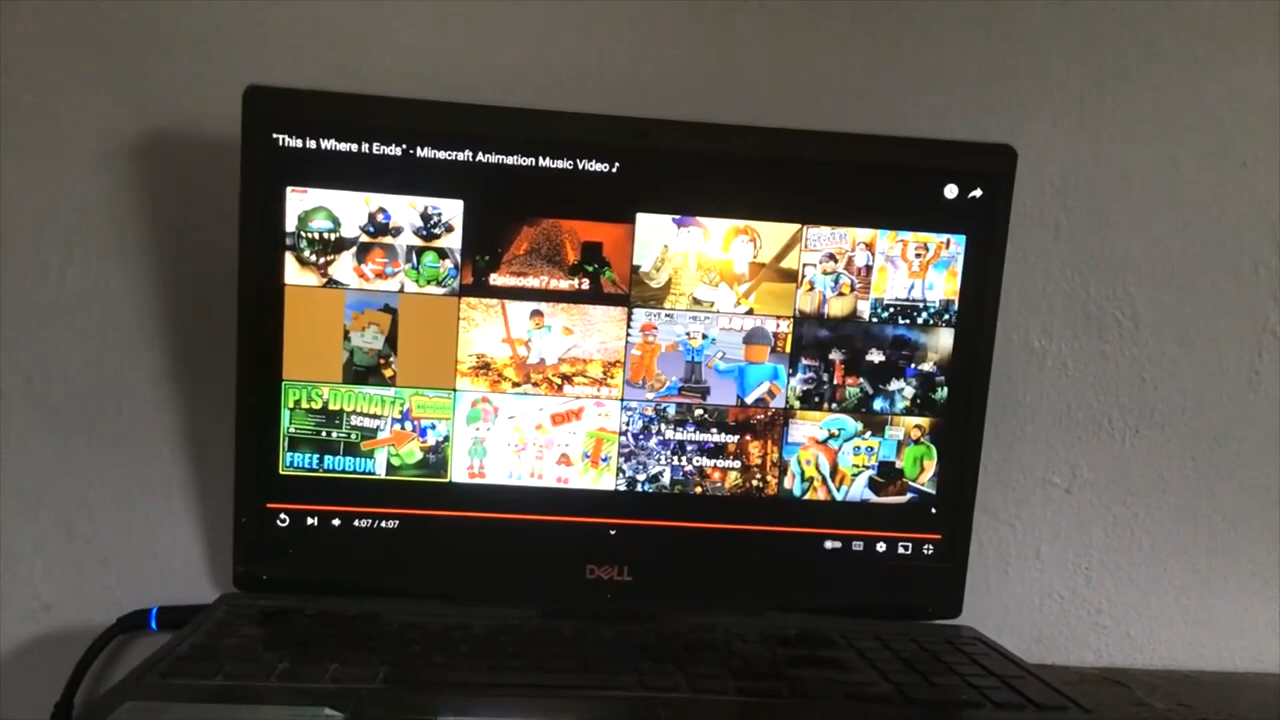 "This is Where it Ends" - Minecraft Animation Music Video ♪
Episode7 part 2
GIVE ME
HELP!
ROBLOX
PLS DONATE
SCRIPT
FREE ROBUX
DIY
Rainimator
1-11 Chrono
4:07 / 4:07
DELL